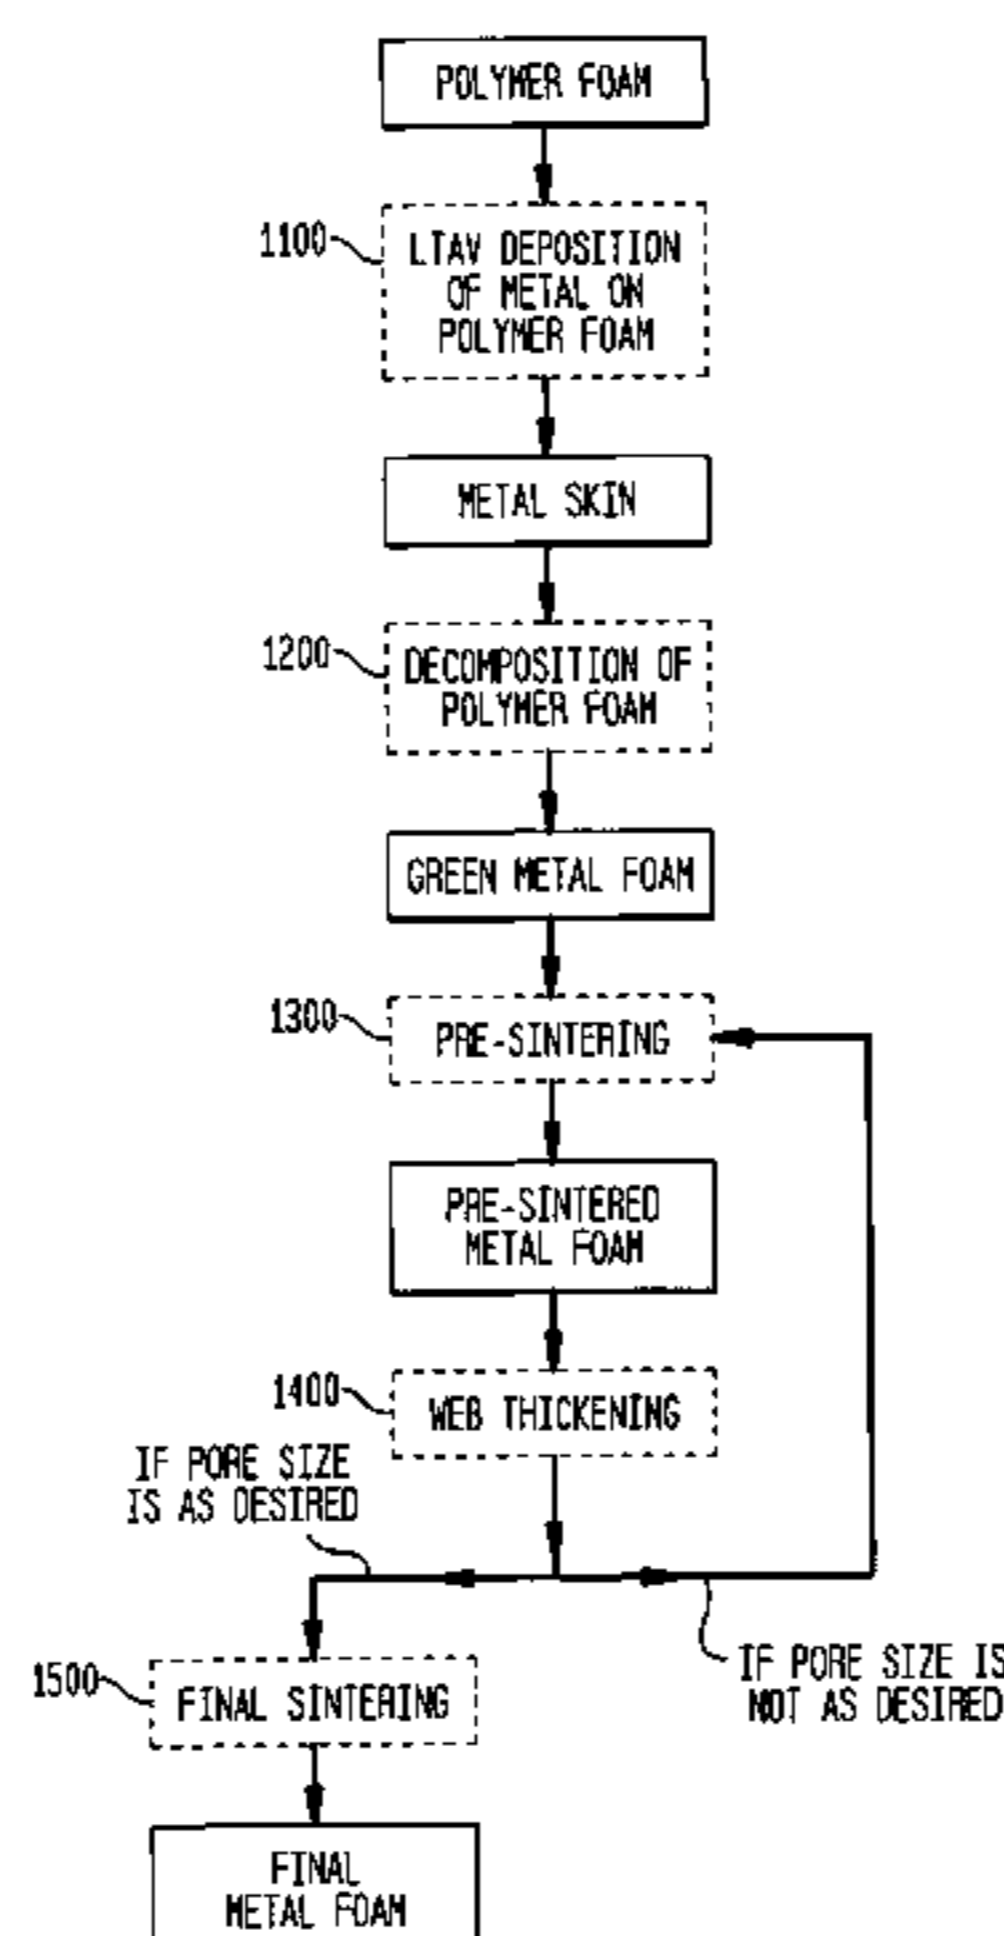 POLYMER FOAM
1100
LTAV DEPOSITION
OF METAL ON
POLYMER FOAM
METAL SKIN
1200
DECOMPOSITION OF
POLYMER FOAM
GREEN METAL FOAM
1300
PRE-SINTERING
PRE-SINTERED
METAL FOAM
1400
WEB THICKENING
IF PORE SIZE
IS AS DESIRED
IF PORE SIZE IS
NOT AS DESIRED
1500
FINAL SINTERING
FINAL
METAL FOAM